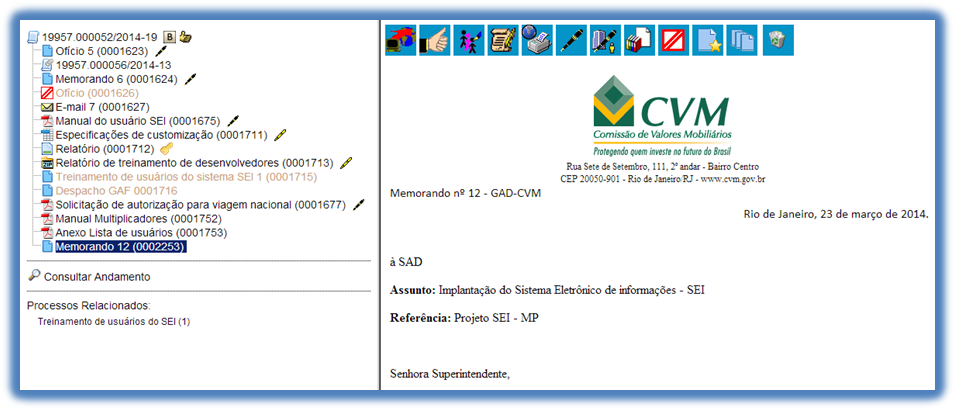 19957.000052/2014-19 B
Ofício 5 (0001623)
19957.000056/2014-13
Memorando 6 (0001624)
Ofício (0001626)
E-mail 7 (0001627)
Manual do usuário SEI (0001675)
Especificações de customização (0001711)
Relatório (0001712)
Relatório de treinamento de desenvolvedores (0001713)
Treinamento de usuários do sistema SEI 1 (0001715)
Despacho GAF 0001716
Solicitação de autorização para viagem nacional (0001677)
Manual Multiplicadores (0001752)
Anexo Lista de usuários (0001753)
Memorando 12 (0002253)
Consultar Andamento
Processos Relacionados:
Treinamento de usuários do SEI (1)
CVM
Comissão de Valores Mobiliários
Protegendo quem investe no futuro do Brasil
Rua Sete de Setembro, 111, 2º andar - Bairro Centro
CEP 20050-901 - Rio de Janeiro/RJ - www.cvm.gov.br
Memorando nº 12 - GAD-CVM
Rio de Janeiro, 23 de março de 2014.
à SAD
Assunto: Implantação do Sistema Eletrônico de informações - SEI
Referência: Projeto SEI - MP
Senhora Superintendente,